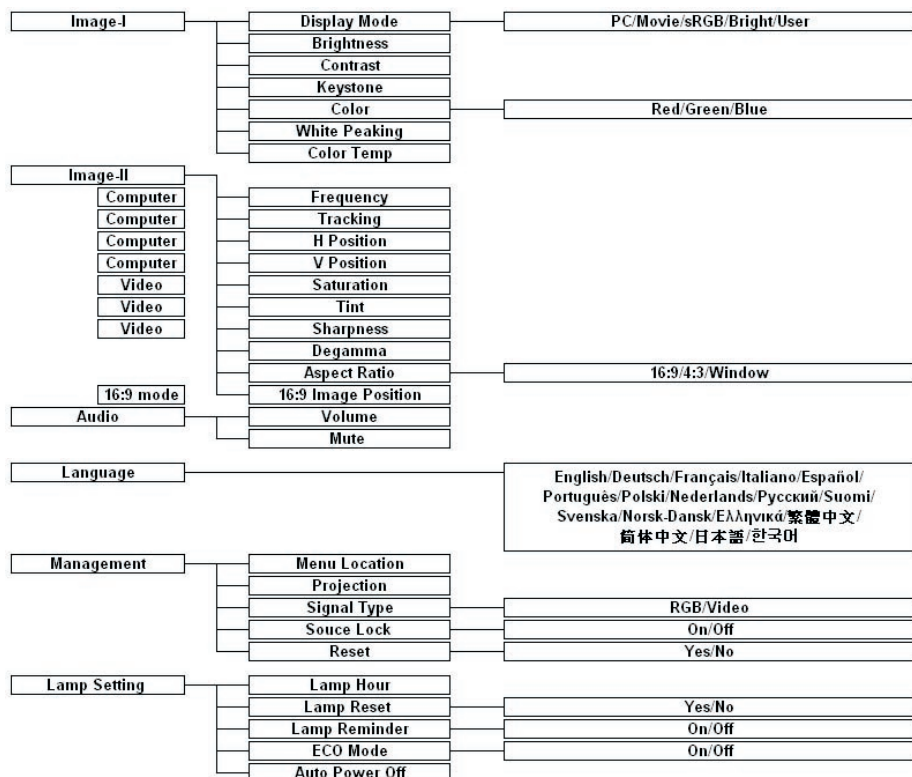 Image-I Display Mode PC/Movie/sRGB/Bright/User
Brightness
Contrast
Keystone
Color Red/Green/Blue
White Peaking
Color Temp
Image-II
Computer Frequency
Computer Tracking
Computer H Position
Computer V Position
Video Saturation
Video Tint
Video Sharpness
Degamma
Aspect Ratio 16:9/4:3/Window
16:9 mode 16:9 Image Position
Audio Volume
Mute
Language English/Deutsch/Français/Italiano/Español/
Português/Polski/Nederlands/Русский/Suomi/
Svenska/Norsk-Dansk/Ελληνικά/繁體中文/
简体中文/日本語/한국어
Management Menu Location
Projection
Signal Type RGB/Video
Souce Lock On/Off
Reset Yes/No
Lamp Setting Lamp Hour
Lamp Reset Yes/No
Lamp Reminder On/Off
ECO Mode On/Off
Auto Power Off